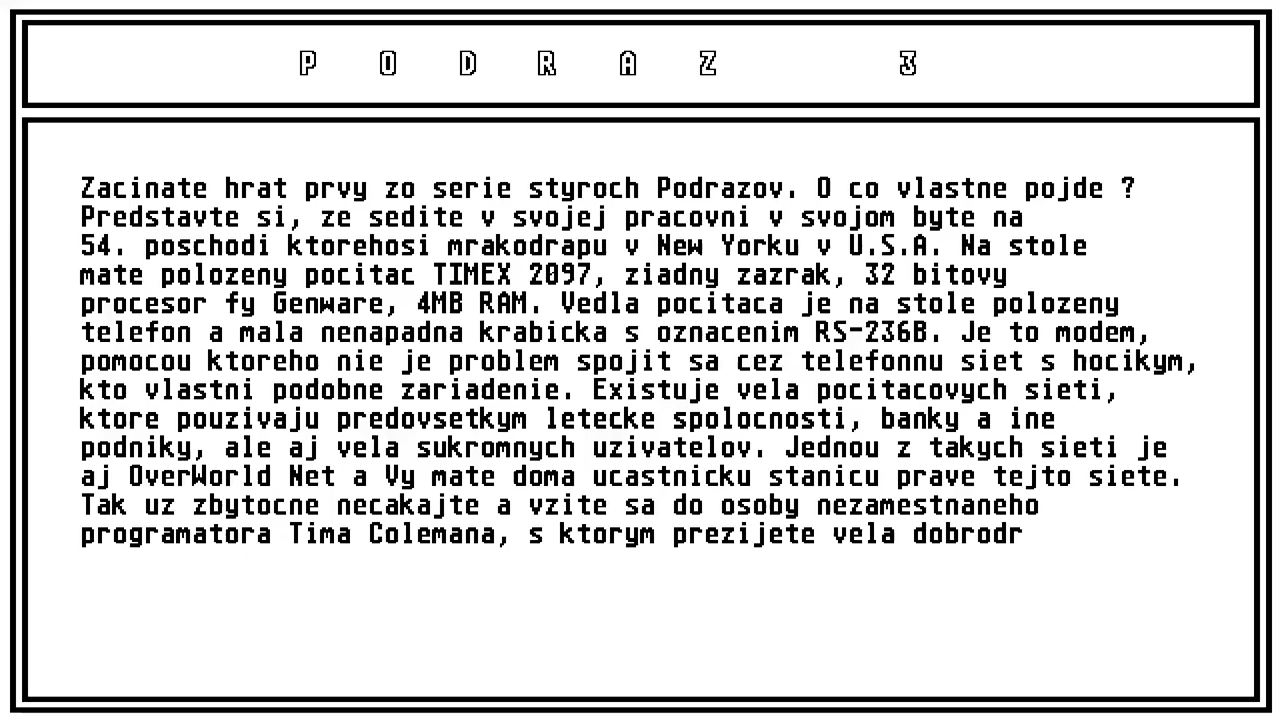 P O D R A Z 3
Zacinate hrat prvy zo serie styroch Podrazov. O co vlastne pojde ?
Predstavte si, ze sedite v svojej pracovni v svojom byte na
54. poschodi ktorehosi mrakodrapu v New Yorku v U.S.A. Na stole
mate polozeny pocitac TIMEX 2097, ziadny zazrak, 32 bitovy
procesor fy Genware, 4MB RAM. Vedla pocitaca je na stole polozeny
telefon a mala nenapadna krabicka s oznacenim RS-236B. Je to modem,
pomocou ktoreho nie je problem spojit sa cez telefonnu siet s hocikym,
kto vlastni podobne zariadenie. Existuje vela pocitacovych sieti,
ktore pouzivaju predovsetkym letecke spolocnosti, banky a ine
podniky, ale aj vela sukromnych uzivatelov. Jednou z takych sieti je
aj OverWorld Net a Vy mate doma ucastnicku stanicu prave tejto siete.
Tak uz zbytocne necakajte a vzite sa do osoby nezamestnaneho
programatora Tima Colemana, s ktorym prezijete vela dobrodr